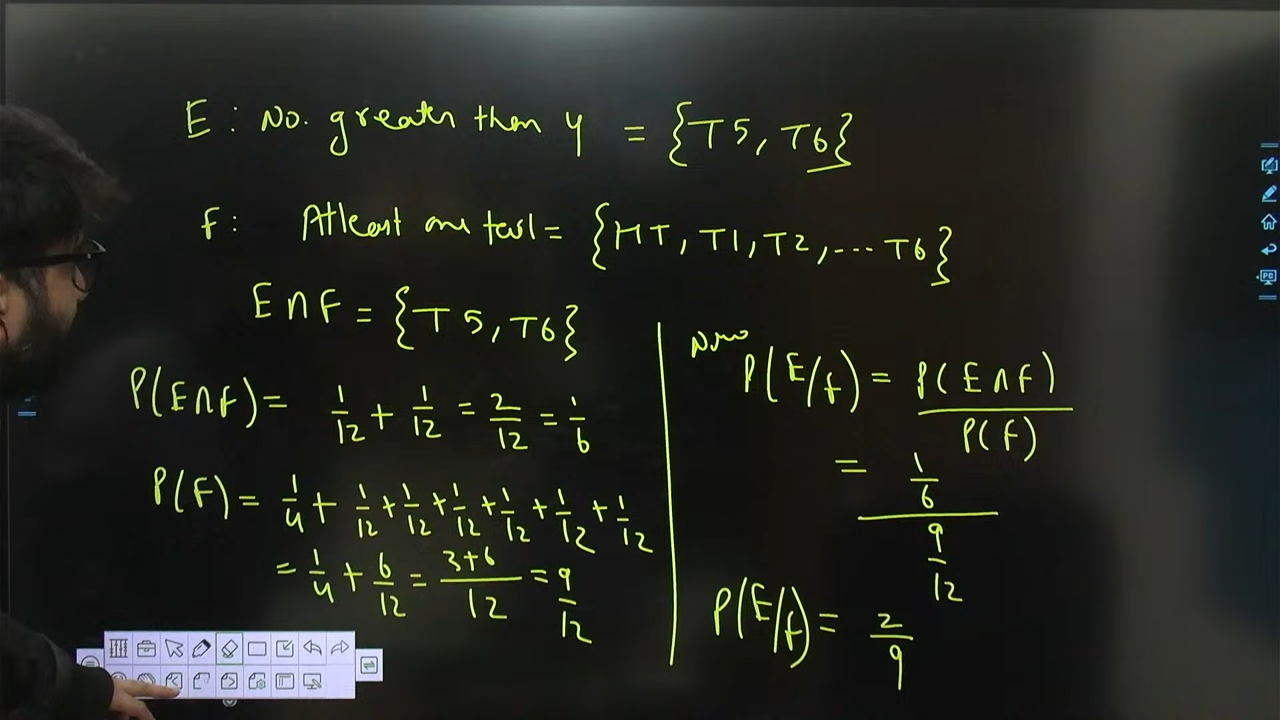 E : No. greater then 4 = {T5, T6}
F : Atleast one tail = {HT, T1, T2, ... T6}
E∩F = {T5, T6}
P(E∩F) = 1/12 + 1/12 = 2/12 = 1/6
P(F) = 1/4 + 1/12 + 1/12 + 1/12 + 1/12 + 1/12 + 1/12
= 1/4 + 6/12 = 3+6/12 = 9/12
Now
P(E/F) = P(E∩F)/P(F)
= 1/6 / 9/12
P(E/F) = 2/9